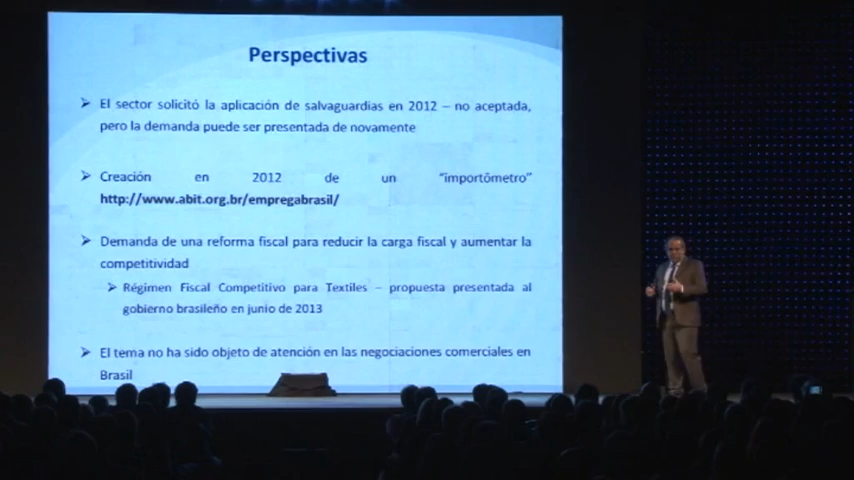 Perspectivas
➢ El sector solicitó la aplicación de salvaguardias en 2012 – no aceptada,
pero la demanda puede ser presentada de novamente
➢ Creación en 2012 de un “importômetro”
http://www.abit.org.br/empregabrasil/
➢ Demanda de una reforma fiscal para reducir la carga fiscal y aumentar la
competitividad
➢ Régimen Fiscal Competitivo para Textiles – propuesta presentada al
gobierno brasileño en junio de 2013
➢ El tema no ha sido objeto de atención en las negociaciones comerciales en
Brasil